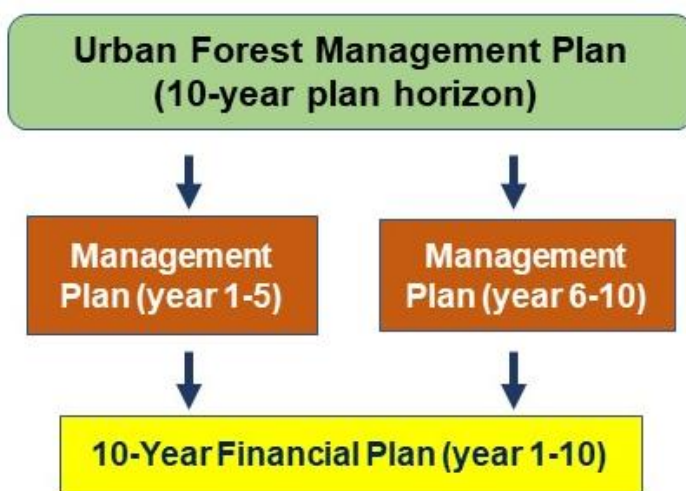 Urban Forest Management Plan
(10-year plan horizon)
Management
Plan (year 1-5)
Management
Plan (year 6-10)
10-Year Financial Plan (year 1-10)